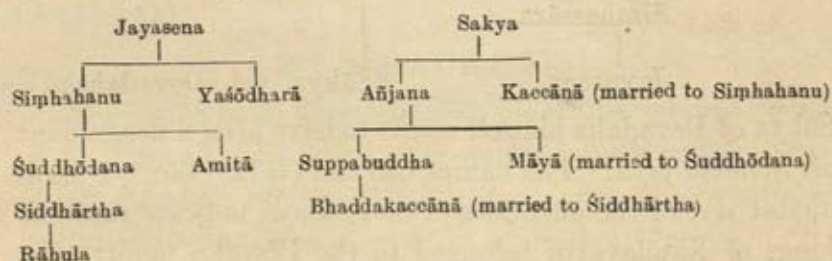 Jayasena Sakya
Siṃhahanu Yaśōdharā Añjana Kaccānā (married to Siṃhahanu)
Śuddhōdana Amitā Suppabuddha Māyā (married to Śuddhōdana)
Siddhārtha Bhaddakaccānā (married to Śiddhārtha)
Rāhula